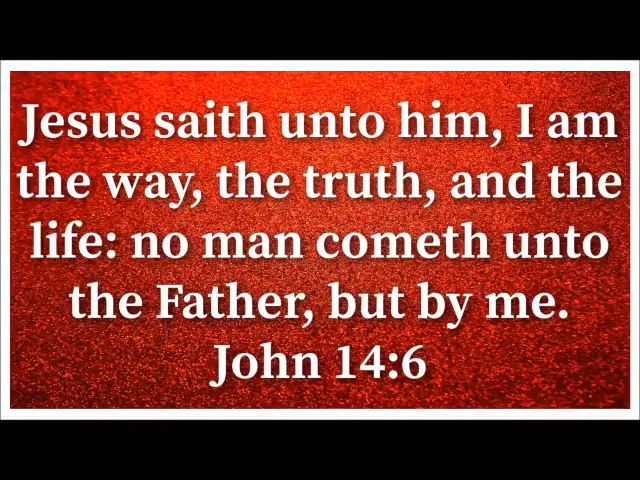 Jesus saith unto him, I am
the way, the truth, and the
life: no man cometh unto
the Father, but by me.
John 14:6